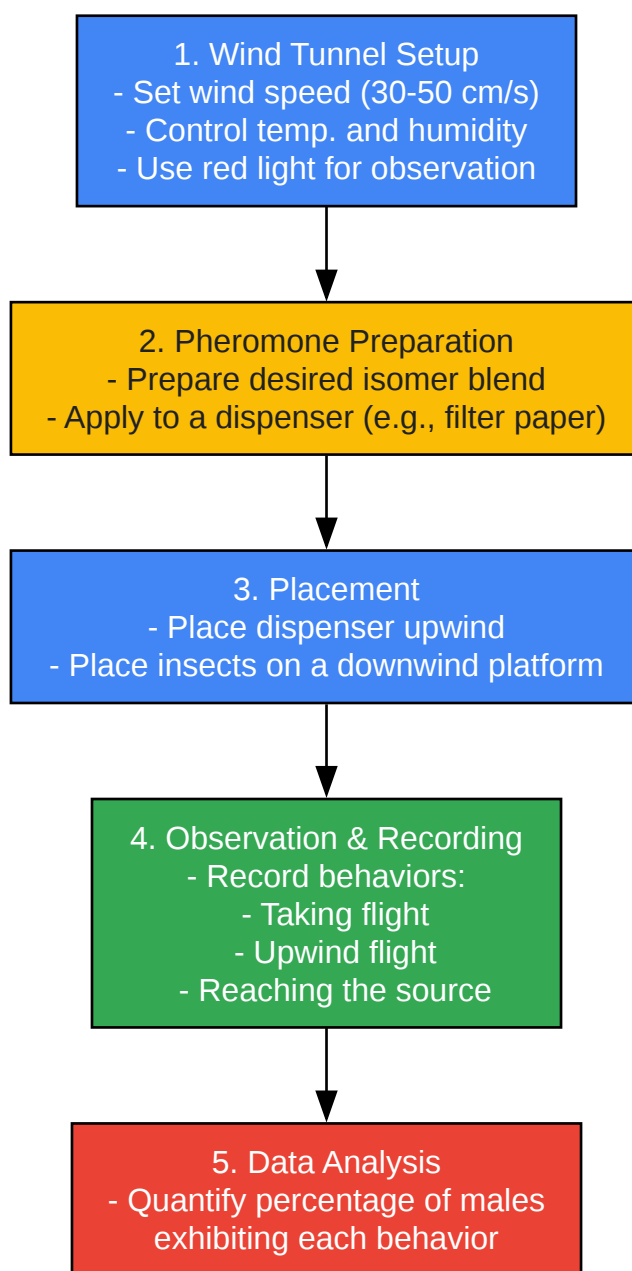 1. Wind Tunnel Setup
- Set wind speed (30-50 cm/s)
- Control temp. and humidity
- Use red light for observation
2. Pheromone Preparation
- Prepare desired isomer blend
- Apply to a dispenser (e.g., filter paper)
3. Placement
- Place dispenser upwind
- Place insects on a downwind platform
4. Observation & Recording
- Record behaviors:
- Taking flight
- Upwind flight
- Reaching the source
5. Data Analysis
- Quantify percentage of males
exhibiting each behavior